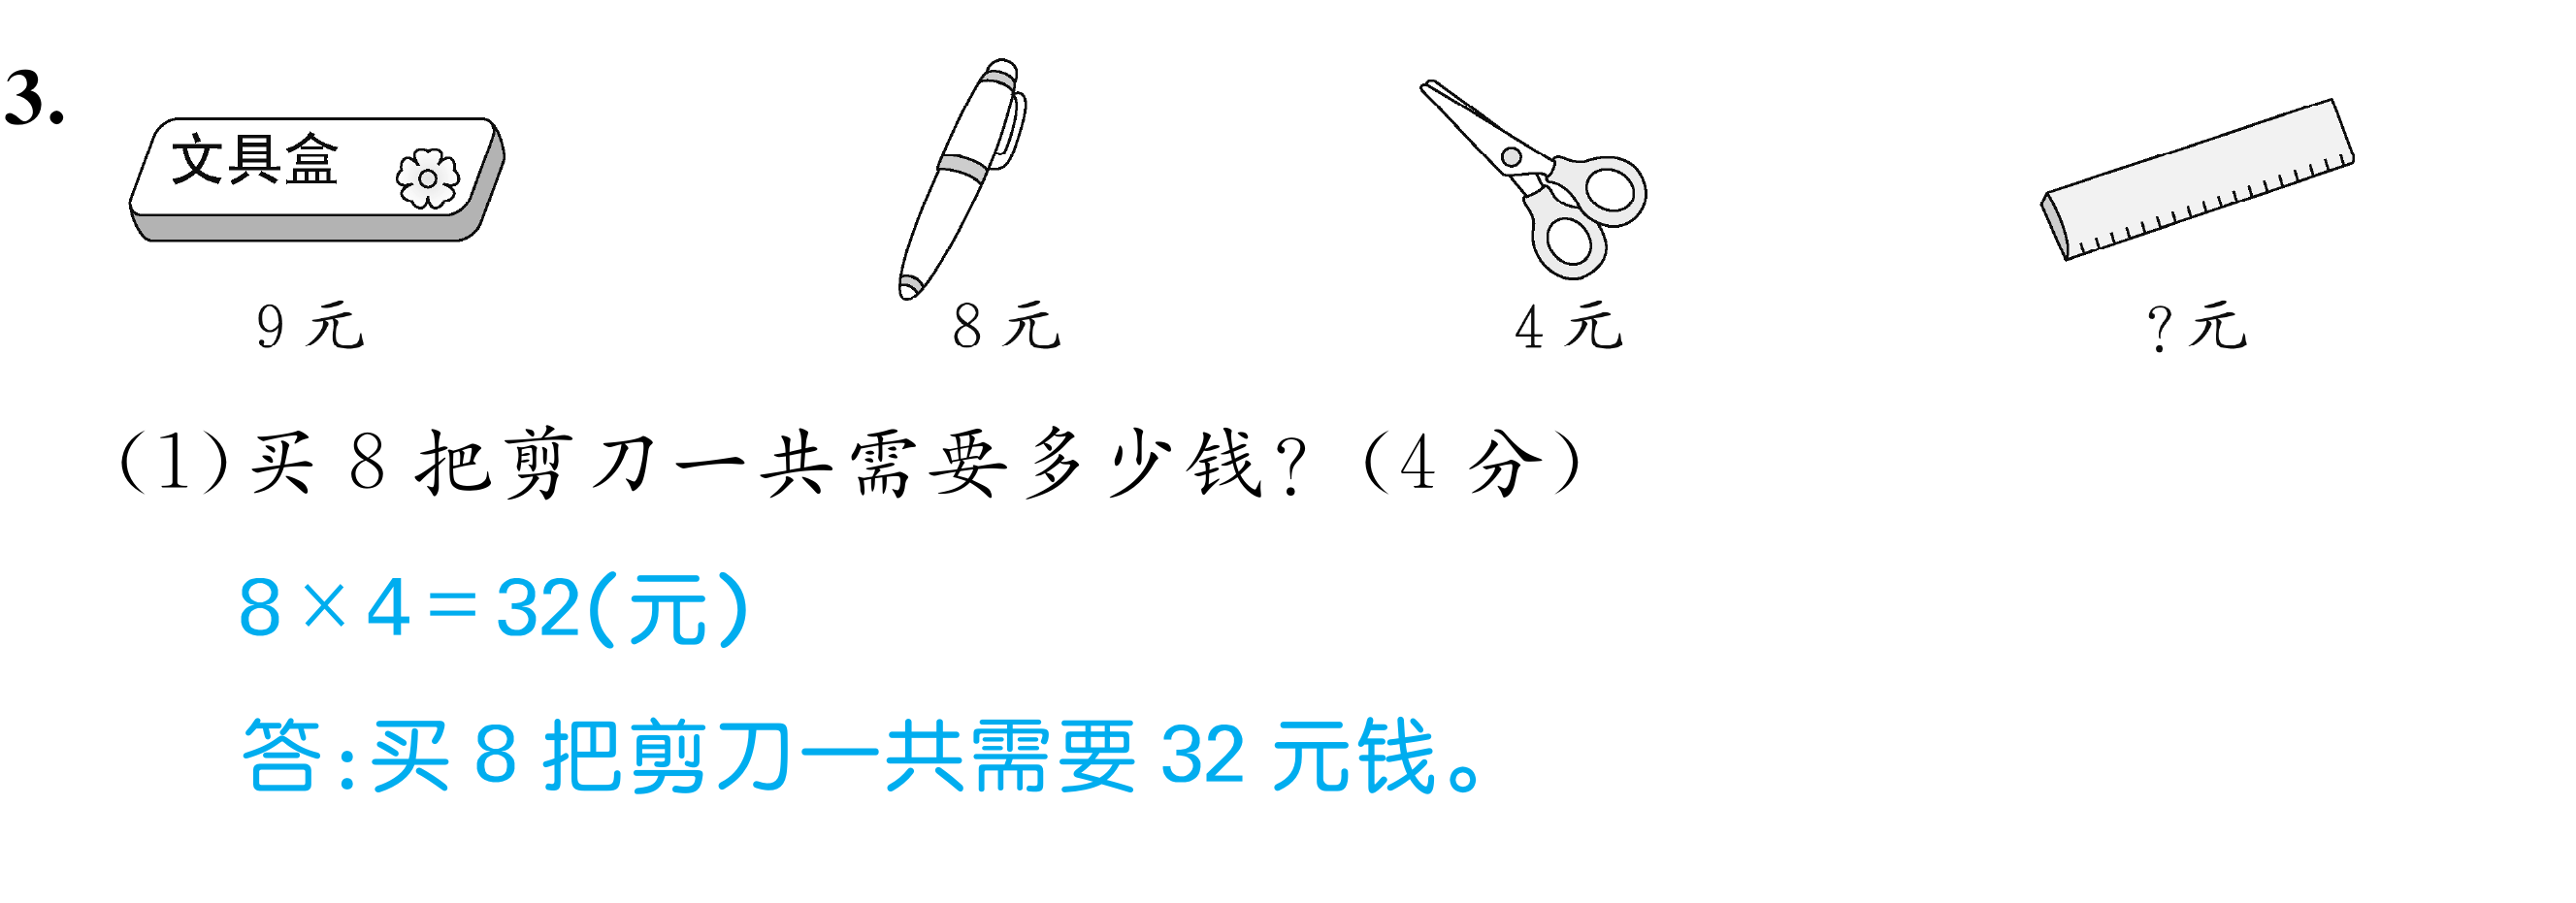 3.
文具盒
9 元 8 元 4 元 ? 元
(1)买 8 把剪刀一共需要多少钱?(4 分)
8×4=32(元)
答:买 8 把剪刀一共需要 32 元钱。